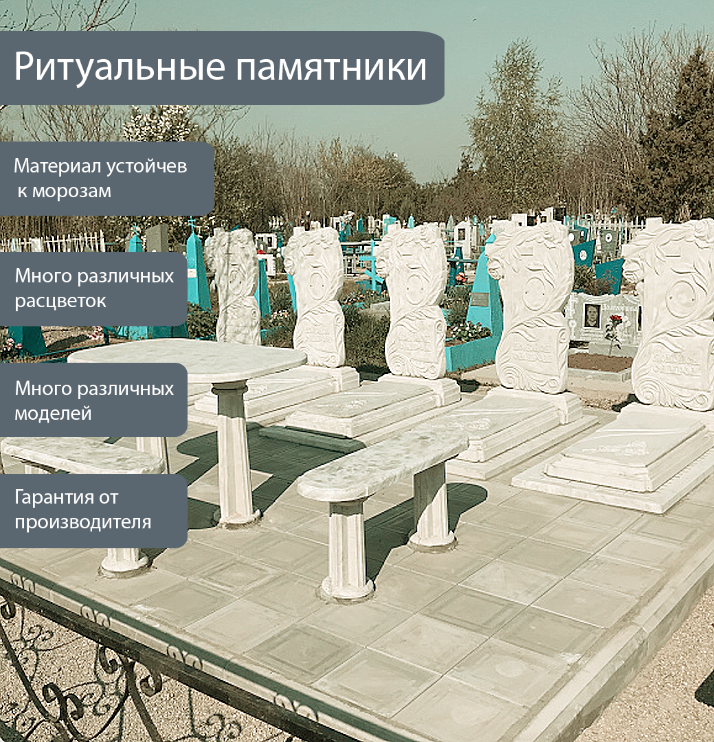 Ритуальные памятники
Материал устойчев
к морозам
Много различных
расцветок
Много различных
моделей
Гарантия от
производителя